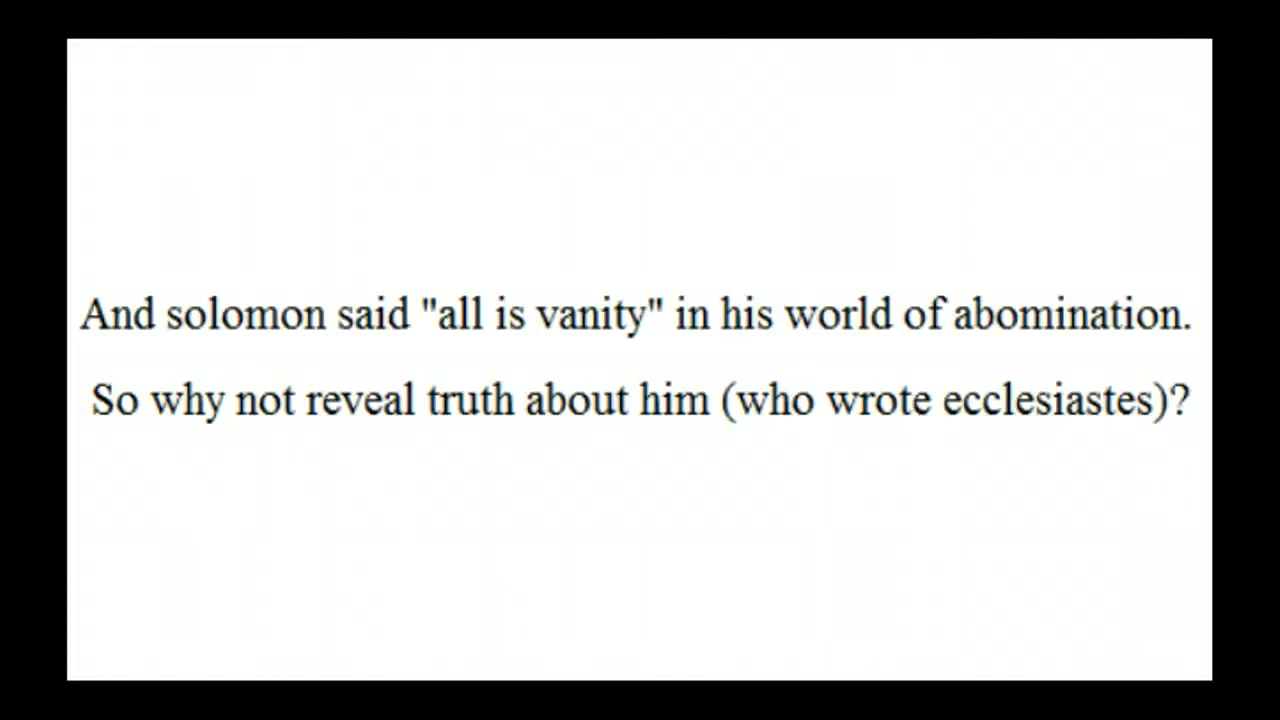 And solomon said "all is vanity" in his world of abomination.
So why not reveal truth about him (who wrote ecclesiastes)?